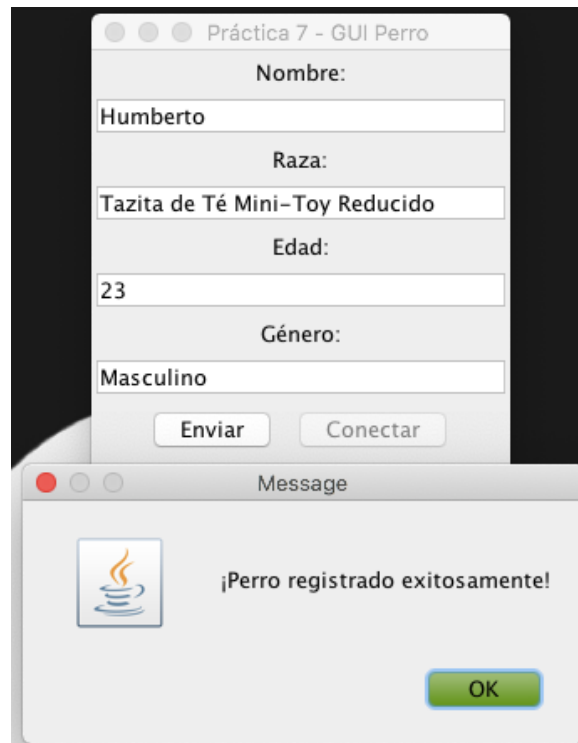 Práctica 7 - GUI Perro
Nombre:
Humberto
Raza:
Tazita de Té Mini-Toy Reducido
Edad:
23
Género:
Masculino
Enviar Conectar
Message
¡Perro registrado exitosamente!
OK